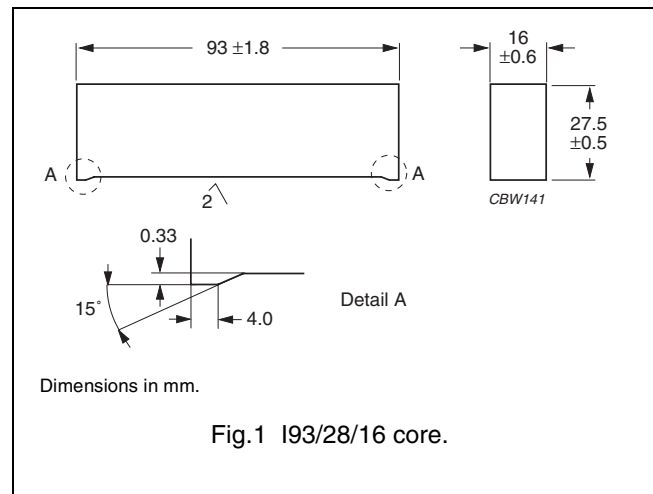 93 ±1.8
16
±0.6
27.5
±0.5
A
A
2
CBW141
0.33
15°
4.0
Detail A
Dimensions in mm.
Fig.1 I93/28/16 core.